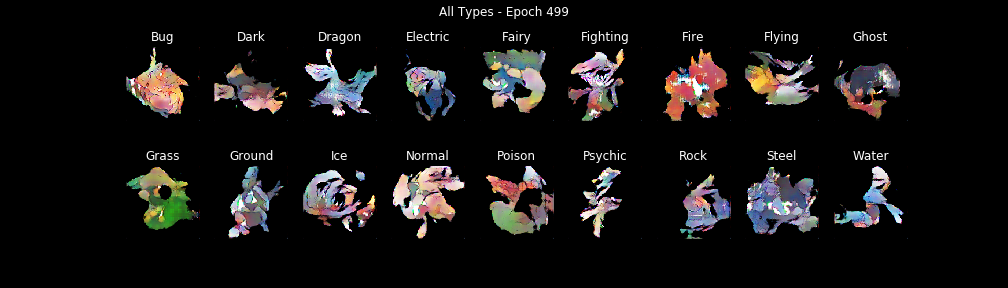 All Types - Epoch 499
Bug Dark Dragon Electric Fairy Fighting Fire Flying Ghost
Grass Ground Ice Normal Poison Psychic Rock Steel Water